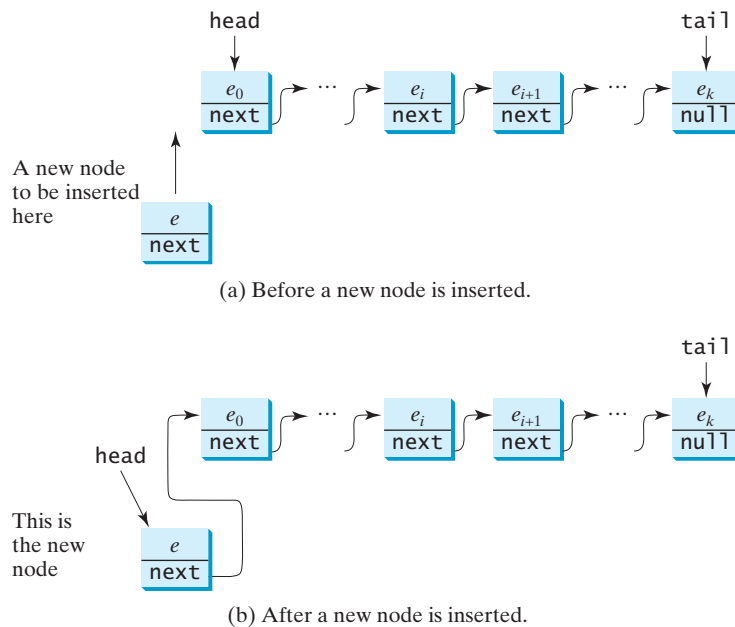 head tail
e₀ ··· eᵢ eᵢ₊₁ ··· eₖ
next next next null
A new node
to be inserted
here
e
next
(a) Before a new node is inserted.
tail
e₀ ··· eᵢ eᵢ₊₁ ··· eₖ
next next next null
head
This is
the new
node
e
next
(b) After a new node is inserted.